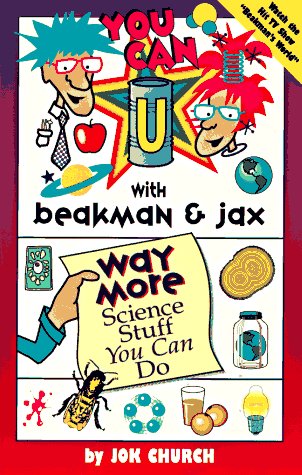 YOU CAN
Watch the
Hit TV Show
"Beakman's World"
U
with
beakman & jax
Way
More
Science
Stuff
You Can
Do
by JOK CHURCH